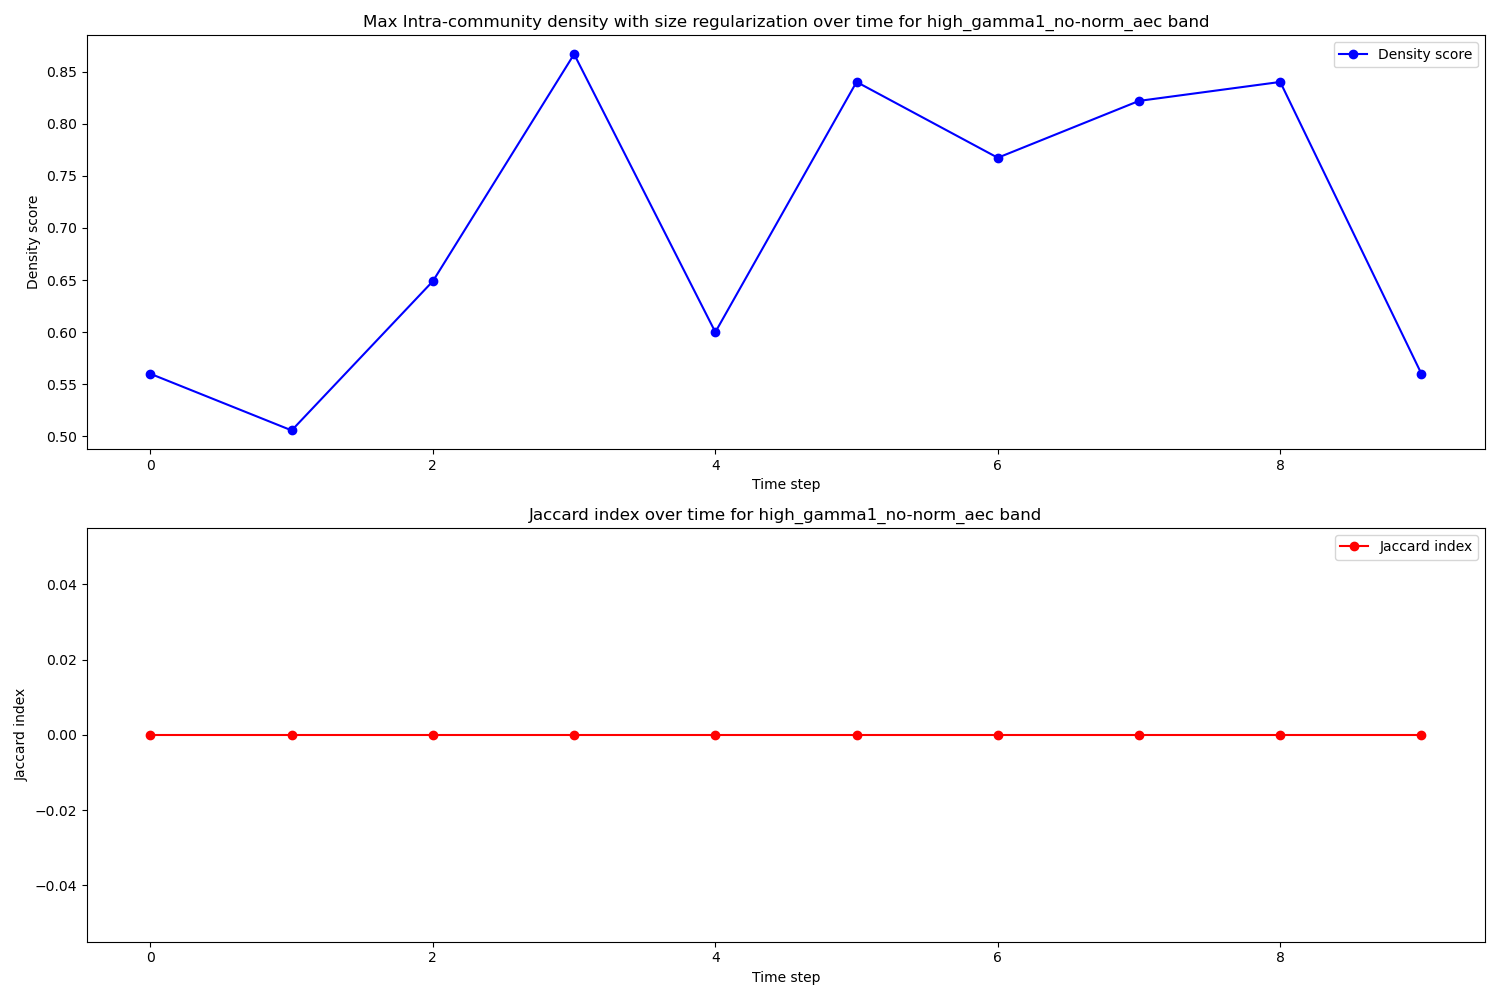 Max Intra-community density with size regularization over time for high_gamma1_no-norm_aec band
Density score
0.85
0.80
0.75
0.70
0.65
0.60
0.55
0.50
Density score
0 2 4 6 8
Time step
Jaccard index over time for high_gamma1_no-norm_aec band
Jaccard index
0.04
0.02
0.00
−0.02
−0.04
Jaccard index
0 2 4 6 8
Time step